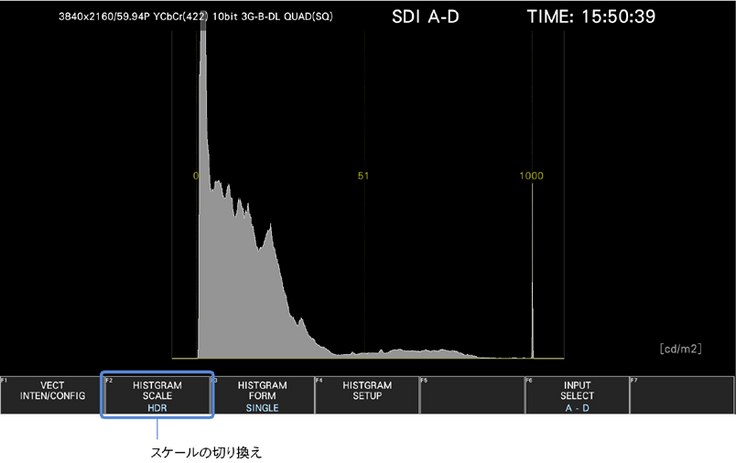 3840x2160/59.94P YCbCr(422) 10bit 3G-B-DL QUAD(SQ) SDI A-D TIME: 15:50:39
0 51 1000
[cd/m2]
F1 VECT INTEN/CONFIG
F2 HISTGRAM SCALE HDR
3 HISTGRAM FORM SINGLE
F4 HISTGRAM SETUP
F5
F6 INPUT SELECT A - D
F7
スケールの切り換え